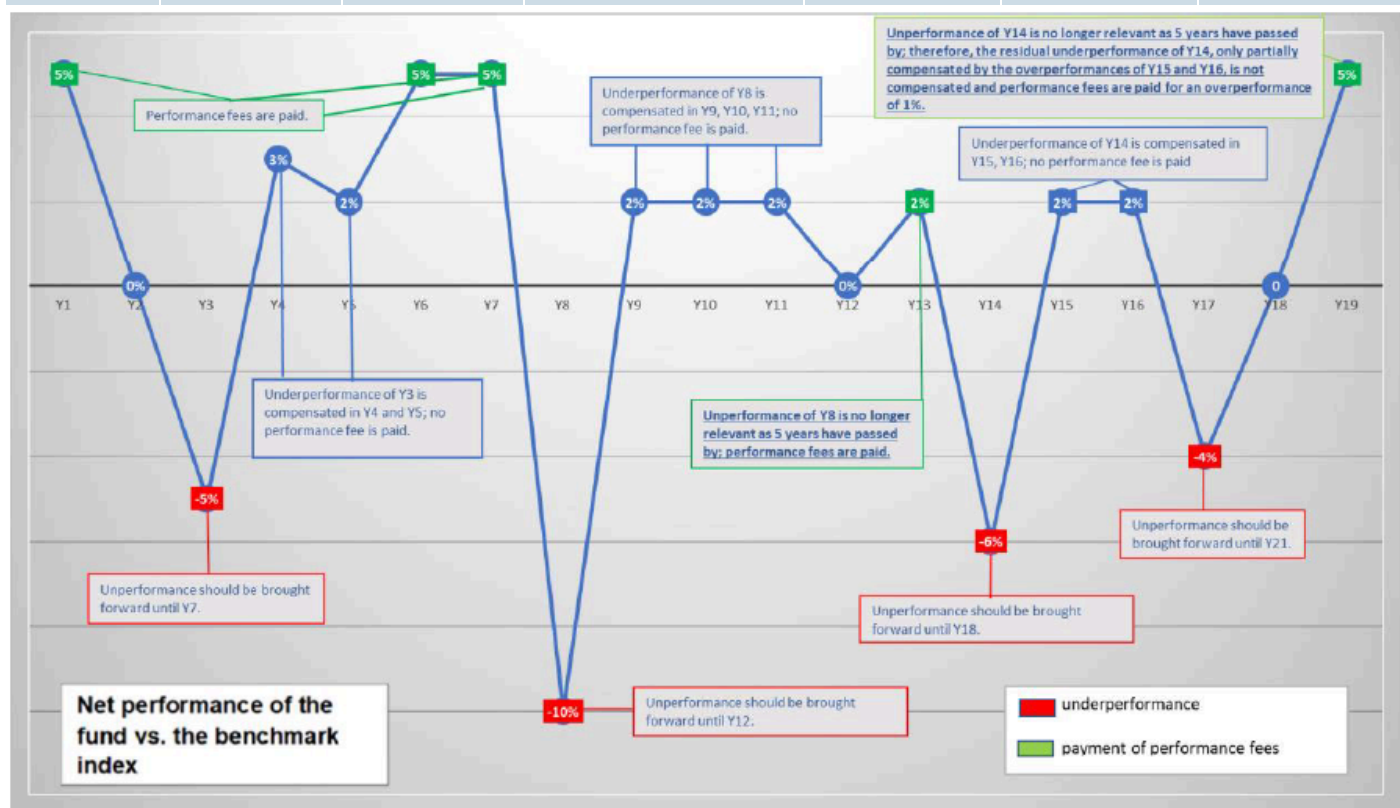 Unperformance of Y14 is no longer relevant as 5 years have passed
by; therefore, the residual underperformance of Y14, only partially
compensated by the overperformances of Y15 and Y16, is not
compensated and performance fees are paid for an overperformance
of 1%.
5%
5%
5%
5%
Performance fees are paid.
Underperformance of Y8 is
compensated in Y9, Y10, Y11; no
performance fee is paid.
Underperformance of Y14 is compensated in
Y15, Y16; no performance fee is paid
3%
2%
2%
2%
2%
2%
2%
2%
0%
0%
0
Y1
Y2
Y3
Y4
Y5
Y6
Y7
Y8
Y9
Y10
Y11
Y12
Y13
Y14
Y15
Y16
Y17
Y18
Y19
Underperformance of Y3 is
compensated in Y4 and Y5; no
performance fee is paid.
Unperformance of Y8 is no longer
relevant as 5 years have passed
by; performance fees are paid.
-5%
-4%
-6%
-10%
Unperformance should be
brought forward until Y21.
Unperformance should be brought
forward until Y7.
Unperformance should be brought
forward until Y18.
Unperformance should be brought
forward until Y12.
Net performance of the
fund vs. the benchmark
index
underperformance
payment of performance fees